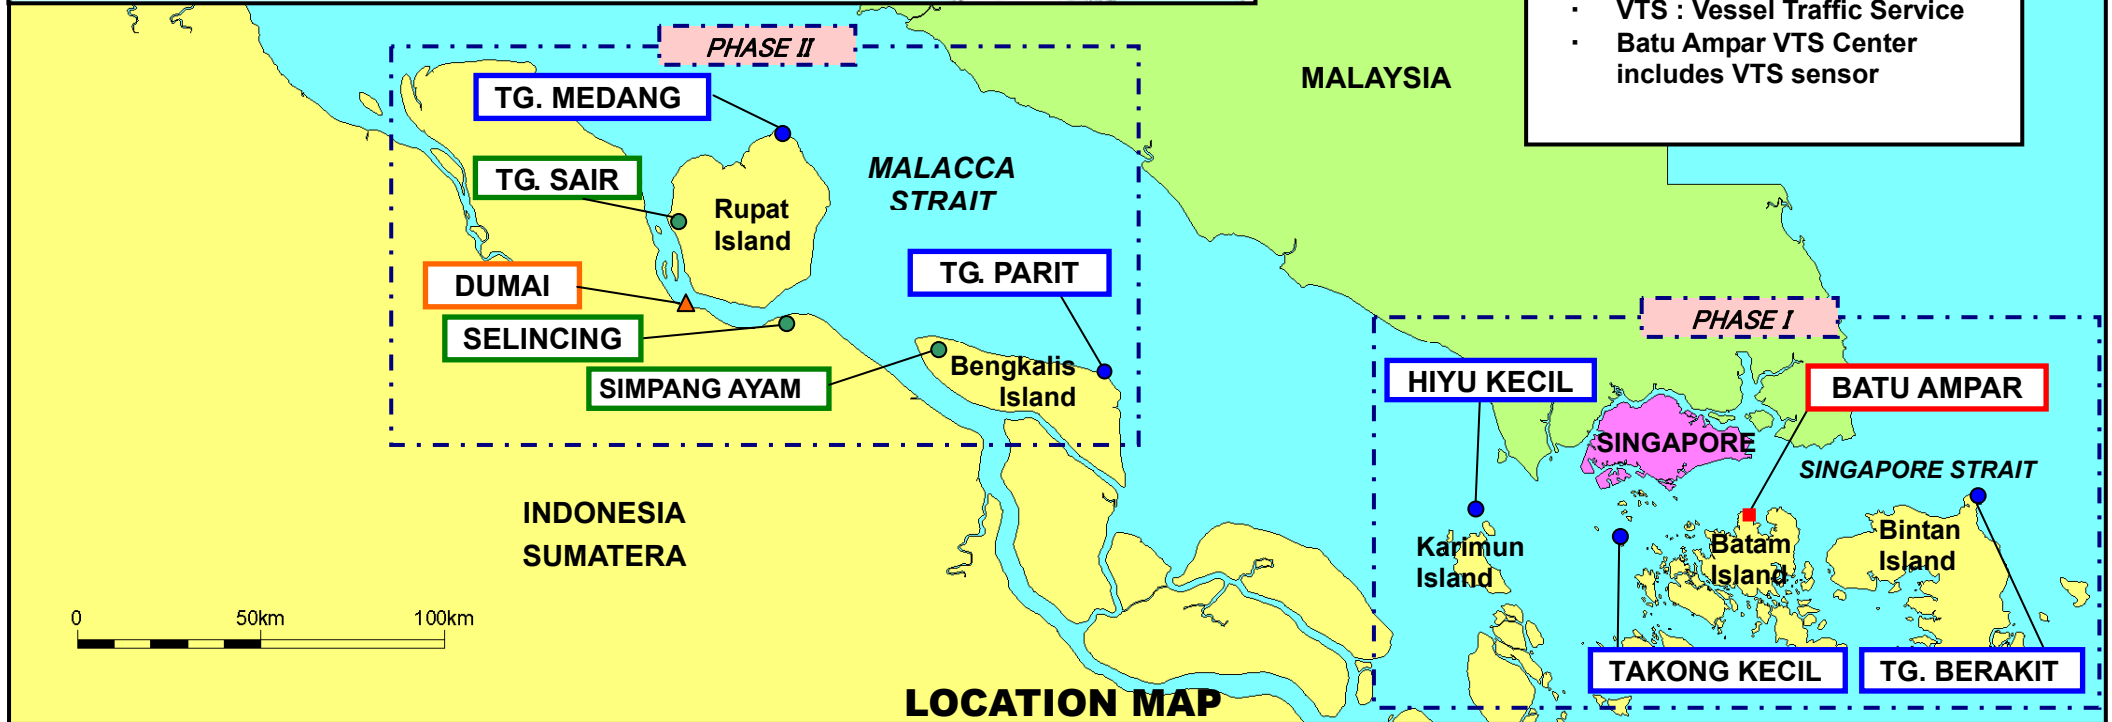 · VTS : Vessel Traffic Service
· Batu Ampar VTS Center
includes VTS sensor
PHASE II
MALAYSIA
TG. MEDANG
TG. SAIR
MALACCA
STRAIT
Rupat
Island
DUMAI
TG. PARIT
SELINCING
PHASE I
SIMPANG AYAM
Bengkalis
Island
HIYU KECIL
BATU AMPAR
SINGAPORE
SINGAPORE STRAIT
INDONESIA
SUMATERA
Karimun
Island
Batam
Island
Bintan
Island
0 50km 100km
TAKONG KECIL
TG. BERAKIT
LOCATION MAP